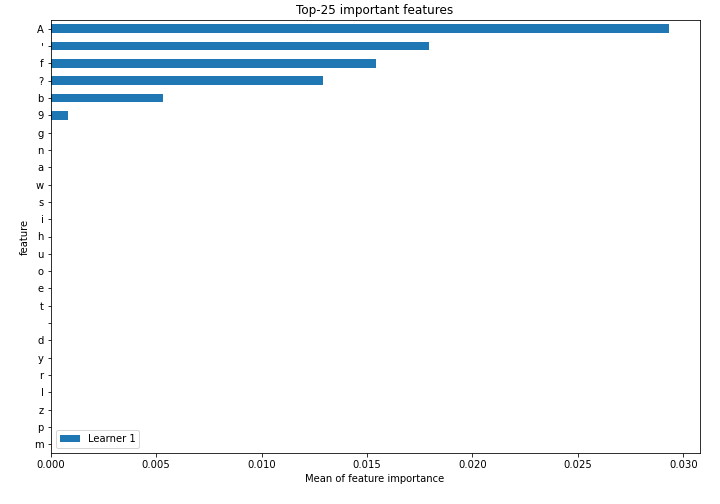 Top-25 important features
A
'
f
?
b
9
g
n
a
w
s
i
h
u
o
e
t
d
y
r
l
z
p
m
feature
Learner 1
0.000 0.005 0.010 0.015 0.020 0.025 0.030
Mean of feature importance